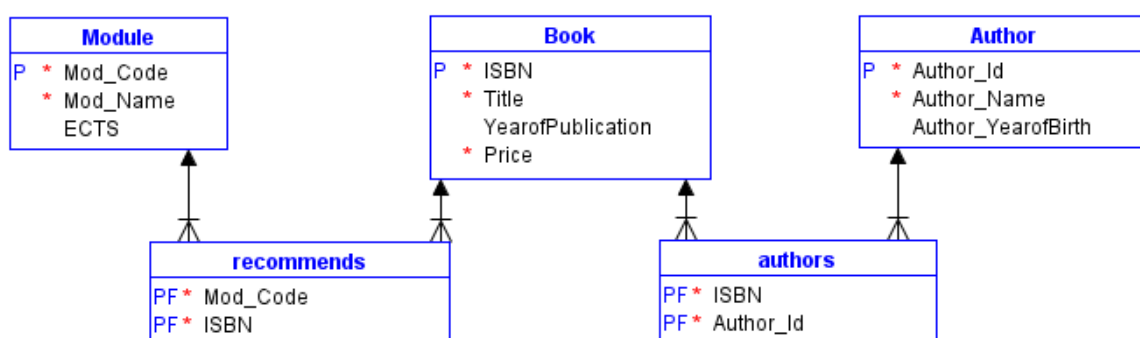 Module
P * Mod_Code
* Mod_Name
ECTS
Book
P * ISBN
* Title
YearofPublication
* Price
Author
P * Author_Id
* Author_Name
Author_YearofBirth
recommends
PF * Mod_Code
PF * ISBN
authors
PF * ISBN
PF * Author_Id